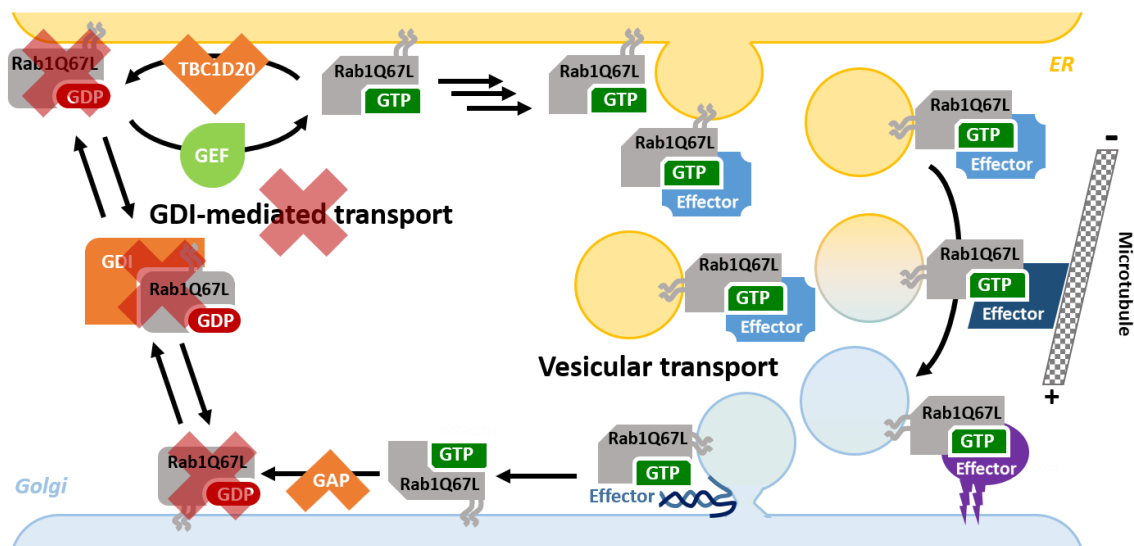 Rab1Q67L
GDP
TBC1D20
GEF
Rab1Q67L
GTP
Rab1Q67L
GTP
ER
Rab1Q67L
GTP
Effector
Rab1Q67L
GTP
Effector
-
GDI-mediated transport
GDI
Rab1Q67L
GDP
Rab1Q67L
GTP
Effector
Rab1Q67L
GTP
Effector
Microtubule
Vesicular transport
+
Rab1Q67L
GTP
Effector
Rab1Q67L
GTP
Effector
GTP
Rab1Q67L
GAP
Rab1Q67L
GDP
Golgi